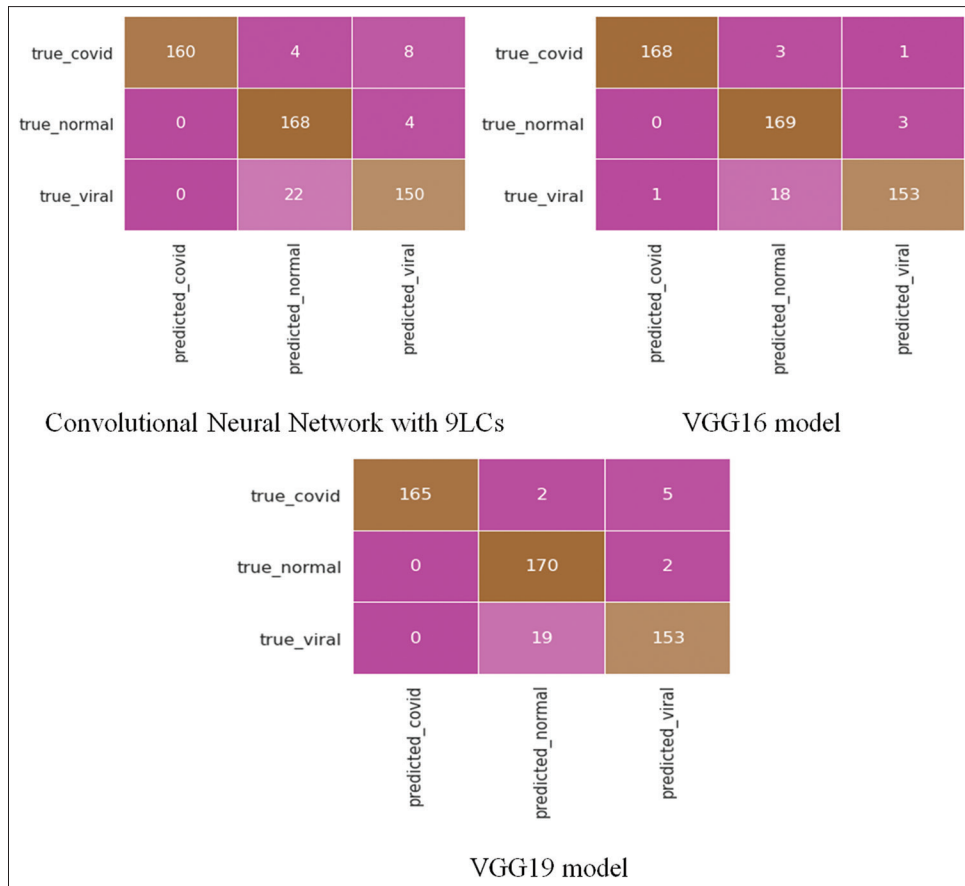 true_covid 160 4 8
true_normal 0 168 4
true_viral 0 22 150
predicted_covid
predicted_normal
predicted_viral
Convolutional Neural Network with 9LCs
true_covid 168 3 1
true_normal 0 169 3
true_viral 1 18 153
predicted_covid
predicted_normal
predicted_viral
VGG16 model
true_covid 165 2 5
true_normal 0 170 2
true_viral 0 19 153
predicted_covid
predicted_normal
predicted_viral
VGG19 model